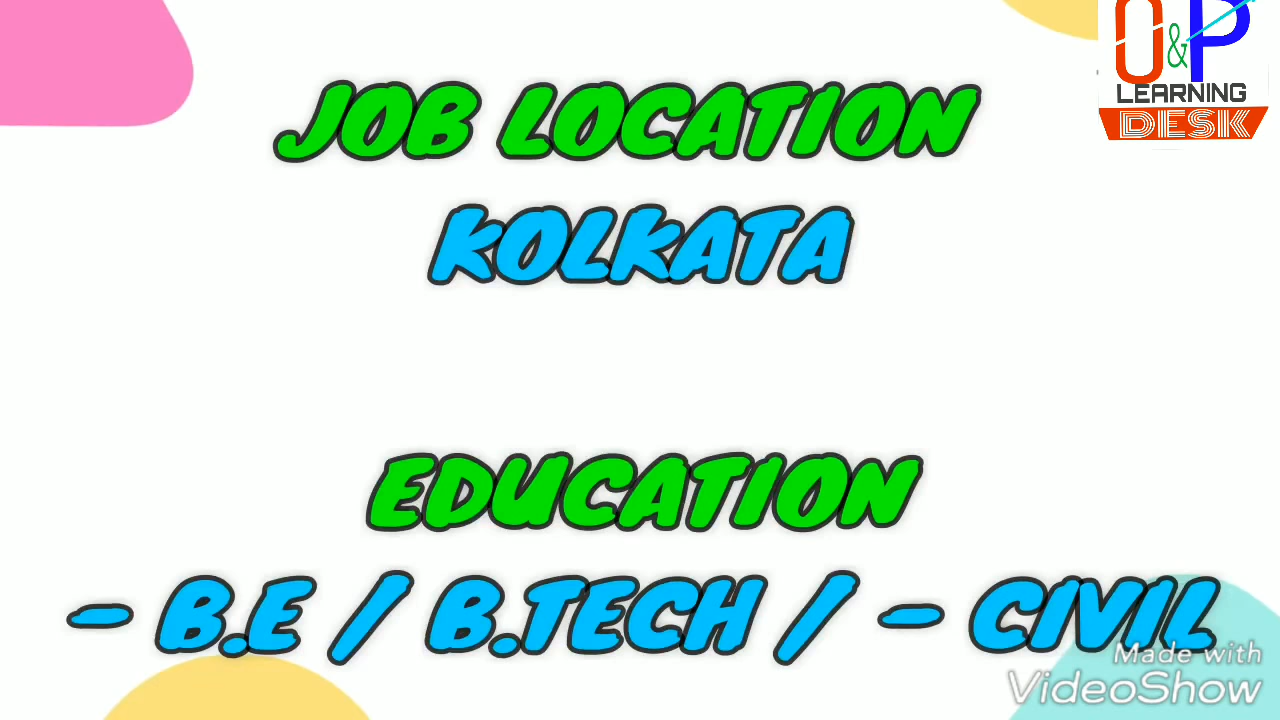 O&P
LEARNING
DESK
JOB LOCATION
KOLKATA
EDUCATION
- B.E / B.TECH / - CIVIL
Made with
VideoShow